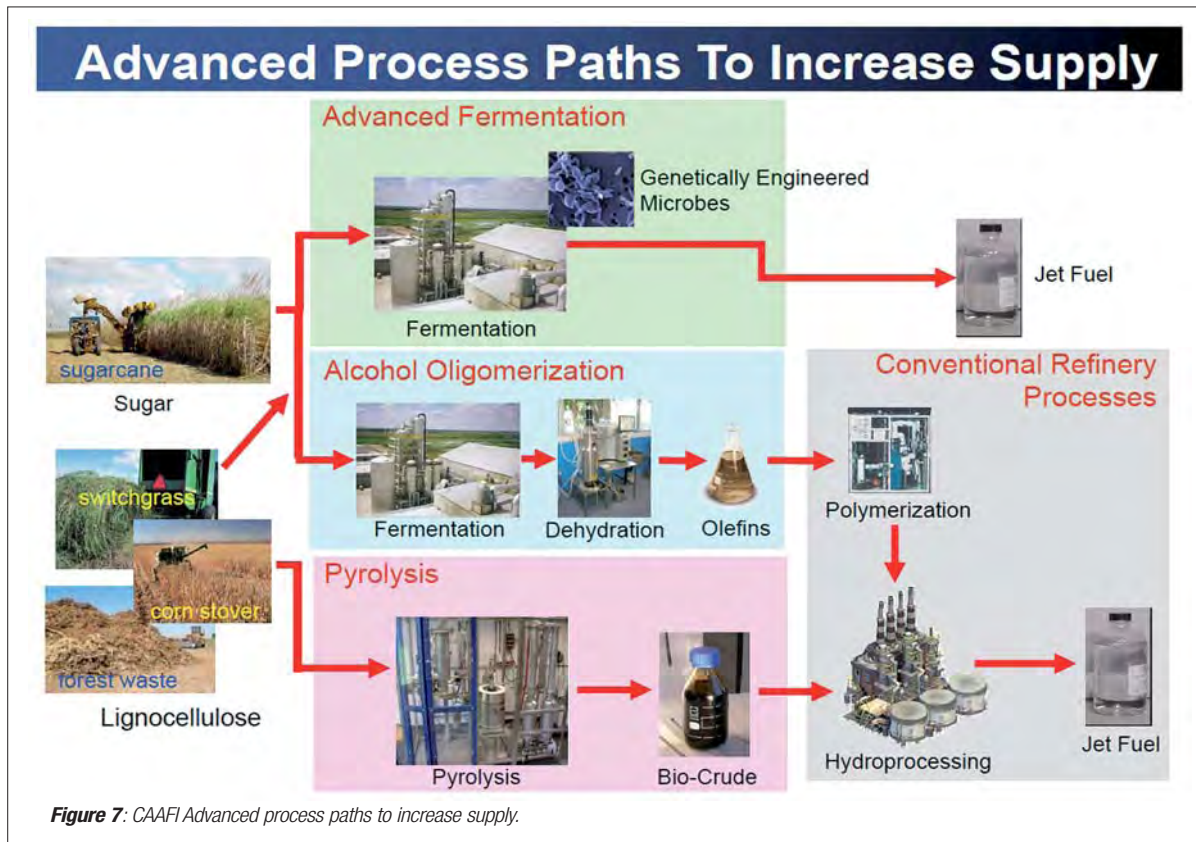 Advanced Process Paths To Increase Supply
Advanced Fermentation
Genetically Engineered
Microbes
Fermentation
Jet Fuel
sugarcane
Sugar
Alcohol Oligomerization
Fermentation
Dehydration
Olefins
Conventional Refinery
Processes
Polymerization
switchgrass
corn stover
forest waste
Lignocellulose
Pyrolysis
Pyrolysis
Bio-Crude
Hydroprocessing
Jet Fuel
Figure 7: CAAFI Advanced process paths to increase supply.